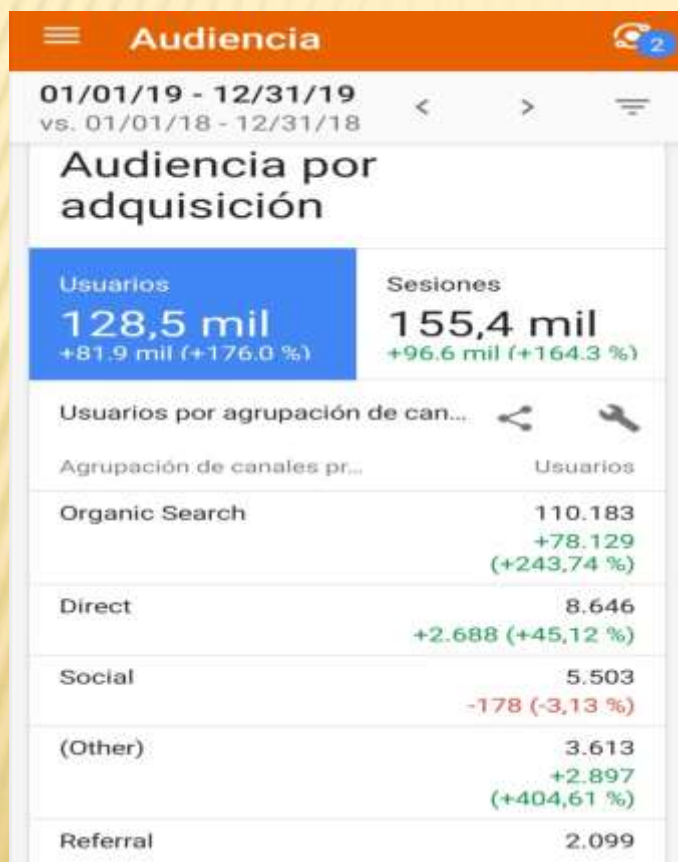 Audiencia
2
01/01/19 - 12/31/19
vs. 01/01/18 - 12/31/18
Audiencia por
adquisición
Usuarios
128,5 mil
+81.9 mil (+176.0 %)
Sesiones
155,4 mil
+96.6 mil (+164.3 %)
Usuarios por agrupación de can...
Agrupación de canales pr...
Usuarios
Organic Search
110.183
+78.129
(+243,74 %)
Direct
8.646
+2.688 (+45,12 %)
Social
5.503
-178 (-3,13 %)
(Other)
3.613
+2.897
(+404,61 %)
Referral
2.099